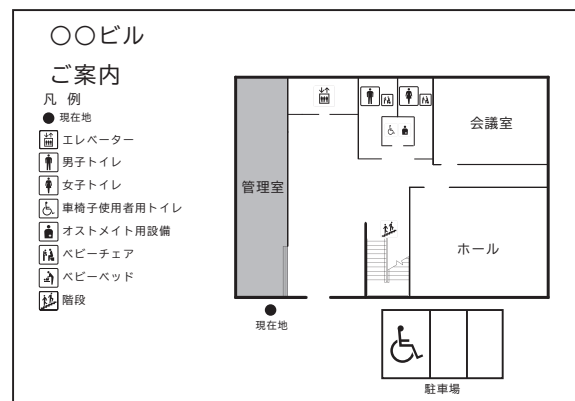 ○○ビル
ご案内
凡 例
● 現在地
エレベーター
男子トイレ
女子トイレ
車椅子使用者用トイレ
オストメイト用設備
ベビーチェア
ベビーベッド
階段
会議室
管理室
ホール
現在地
駐車場